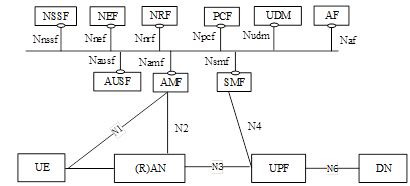 NSSF NEF NRF PCF UDM AF
Nnssf Nnef Nnrf Npcf Nudm Naf
Nausf Namf Nsmf
AUSF AMF SMF
N1 N2 N4
UE (R)AN N3 UPF N6 DN